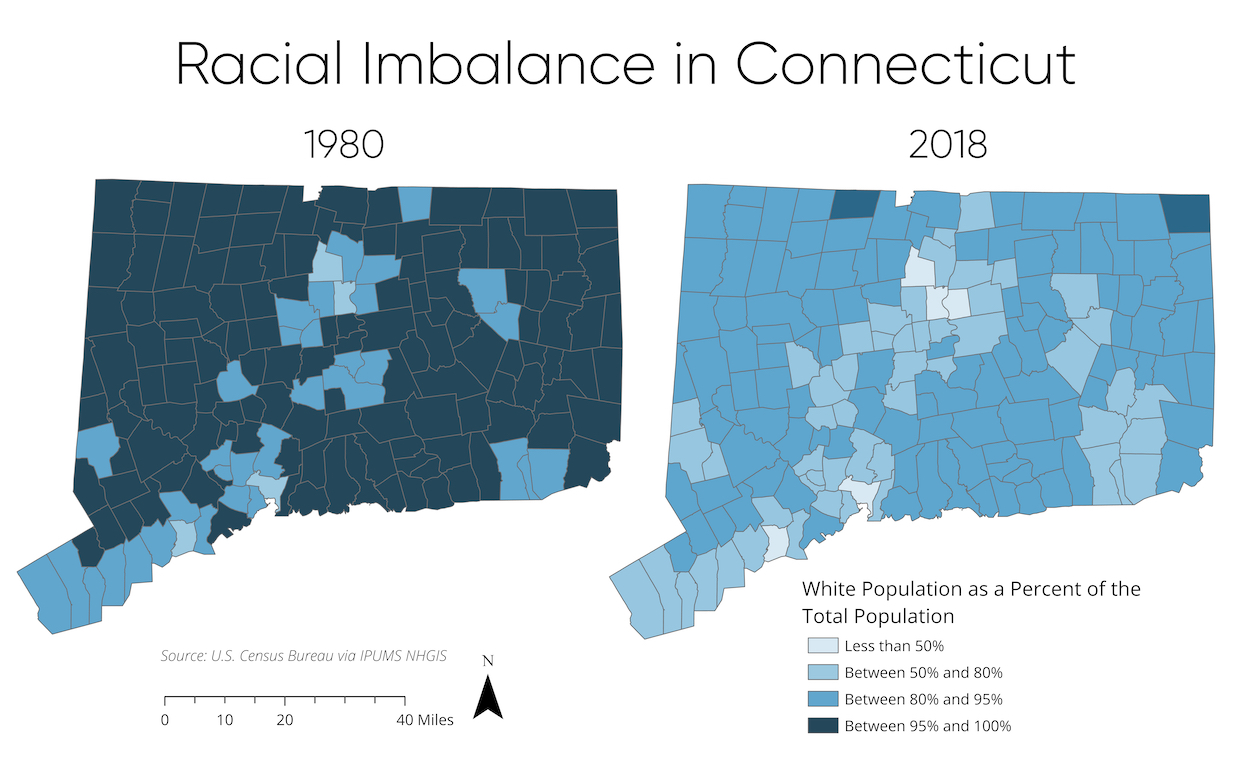 Racial Imbalance in Connecticut
1980
2018
White Population as a Percent of the
Total Population
Less than 50%
Between 50% and 80%
Between 80% and 95%
Between 95% and 100%
Source: U.S. Census Bureau via IPUMS NHGIS
N
0 10 20 40 Miles